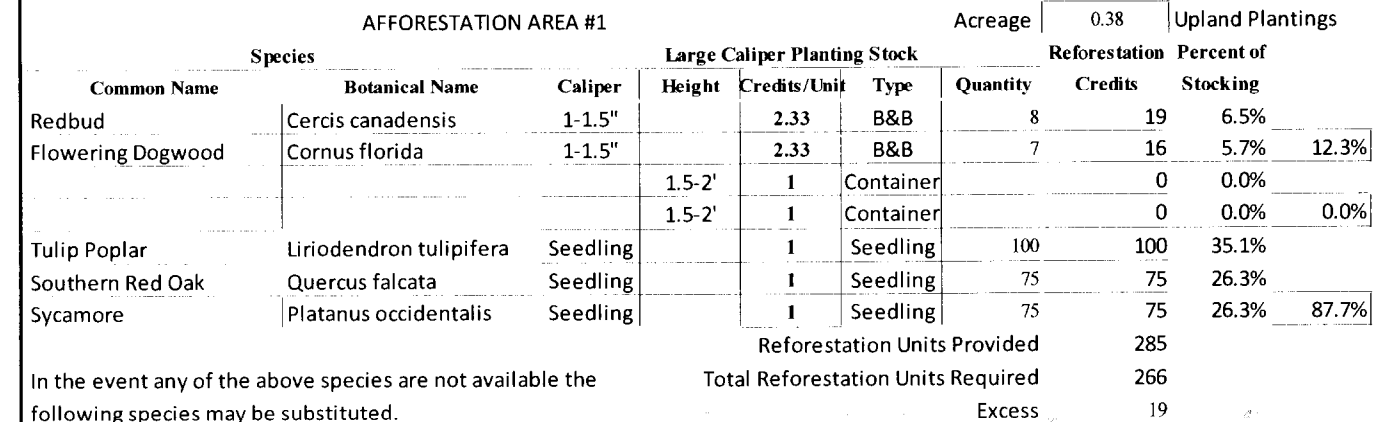 AFFORESTATION AREA #1 Acreage 0.38 Upland Plantings
Species Large Caliper Planting Stock Reforestation Percent of
Common Name Botanical Name Caliper Height Credits/Unit Type Quantity Credits Stocking
Redbud Cercis canadensis 1-1.5" 2.33 B&B 8 19 6.5%
Flowering Dogwood Cornus florida 1-1.5" 2.33 B&B 7 16 5.7% 12.3%
1.5-2' 1 Container 0 0.0%
1.5-2' 1 Container 0 0.0% 0.0%
Tulip Poplar Liriodendron tulipifera Seedling 1 Seedling 100 100 35.1%
Southern Red Oak Quercus falcata Seedling 1 Seedling 75 75 26.3%
Sycamore Platanus occidentalis Seedling 1 Seedling 75 75 26.3% 87.7%
Reforestation Units Provided 285
In the event any of the above species are not available the Total Reforestation Units Required 266
following species may be substituted. Excess 19